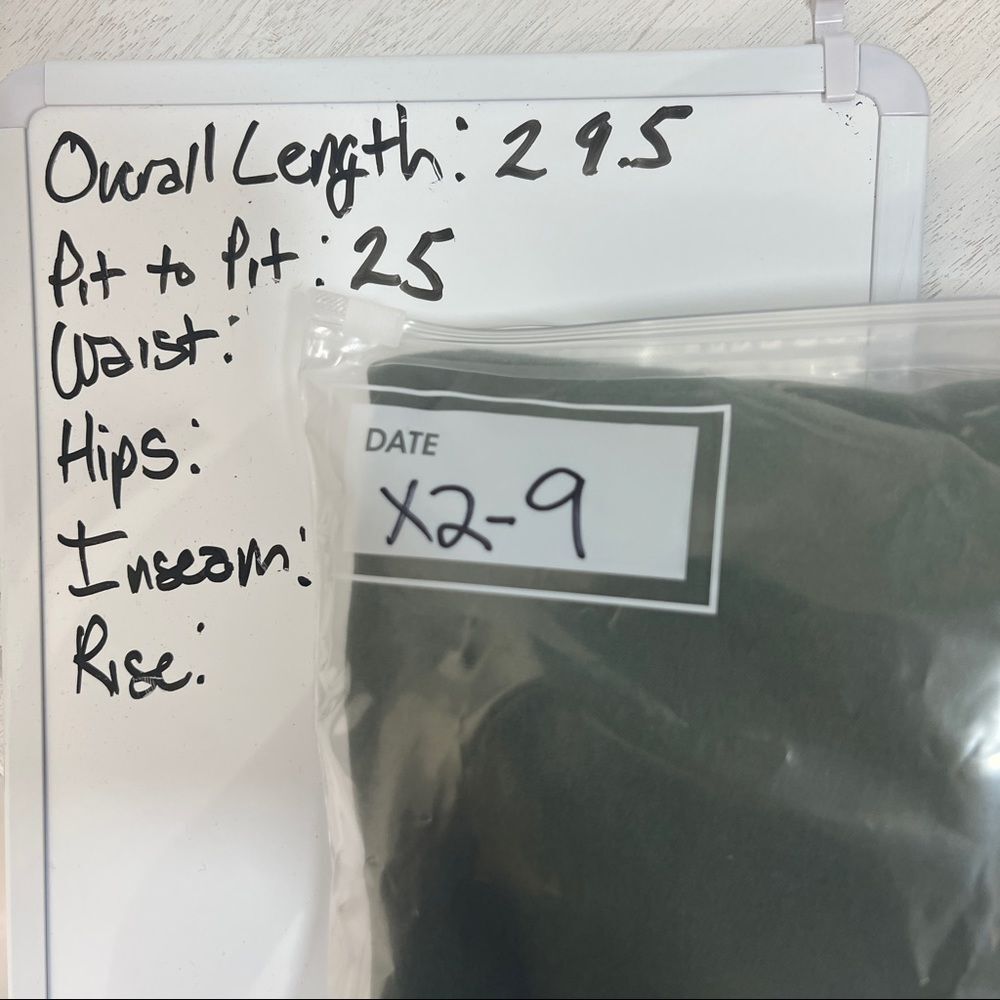 Overall Length: 29.5
Pit to Pit: 25
Waist:
Hips:
Inseam:
Rise:
DATE
X2-9